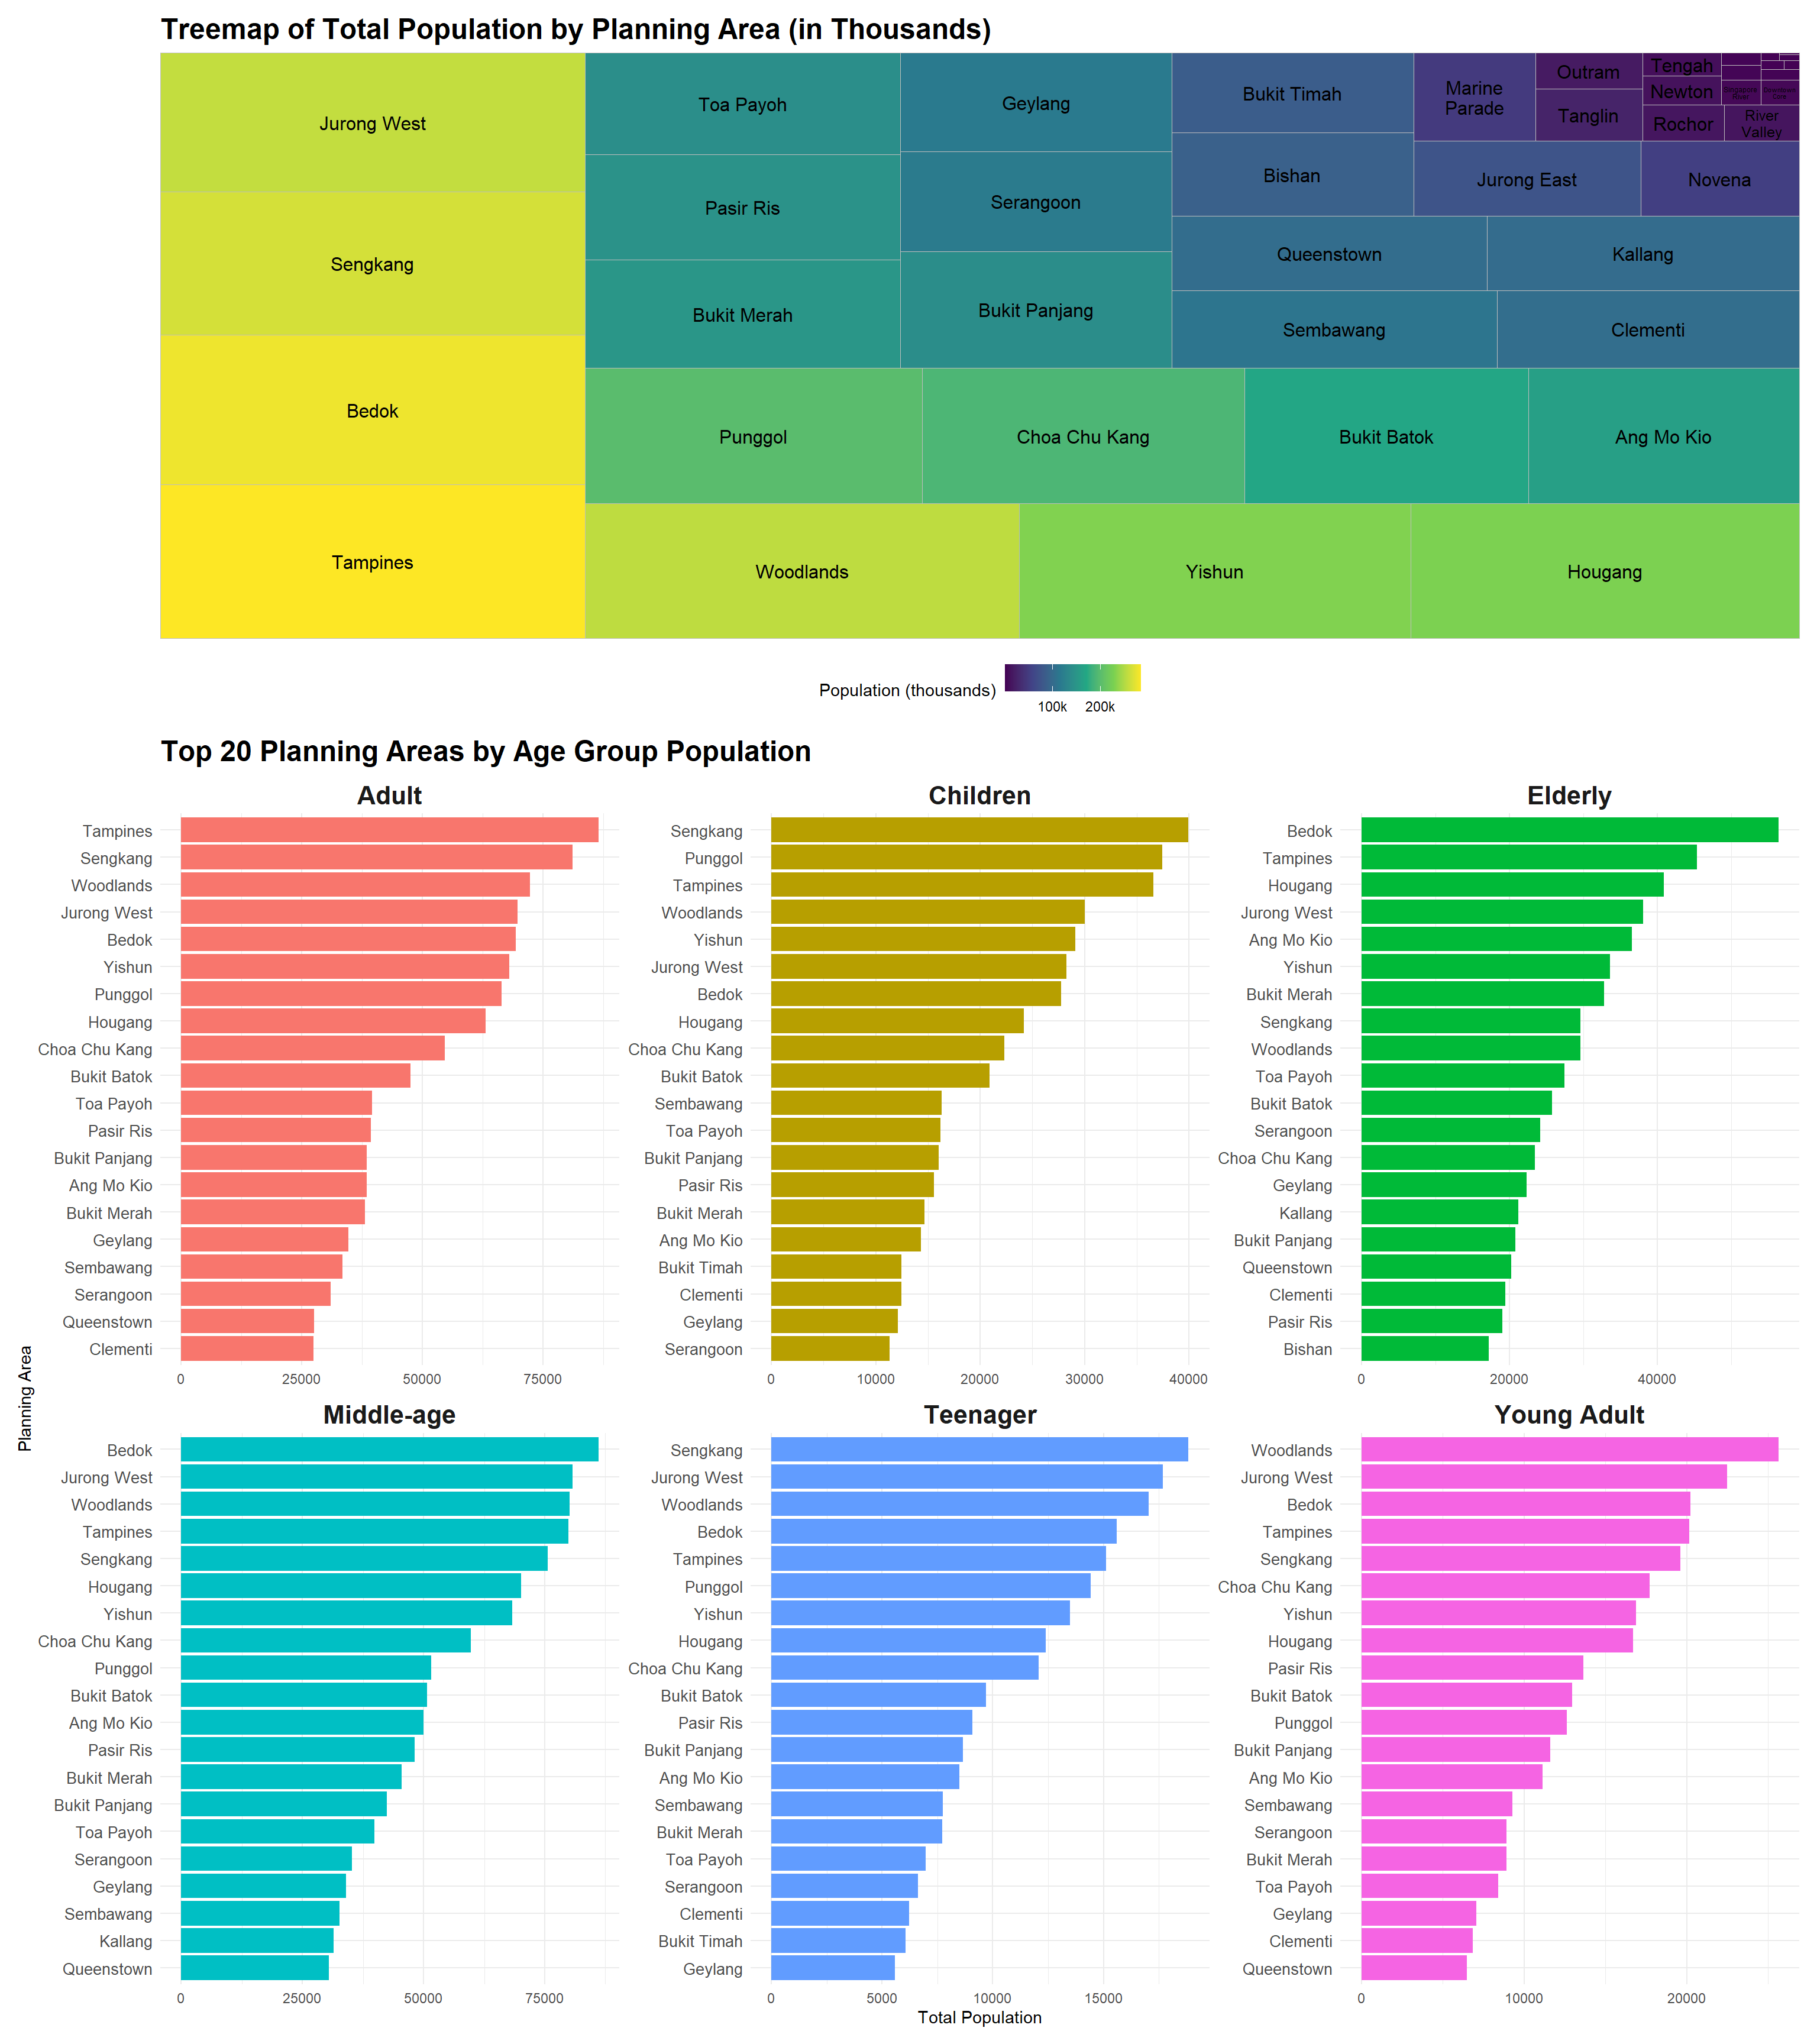 Treemap of Total Population by Planning Area (in Thousands)
Jurong West
Sengkang
Bedok
Tampines
Toa Payoh
Pasir Ris
Bukit Merah
Geylang
Serangoon
Bukit Panjang
Bukit Timah
Bishan
Marine
Parade
Outram
Tanglin
Tengah
Newton
Singapore
River
Downtown
Core
Rochor
River
Valley
Jurong East
Novena
Queenstown
Kallang
Sembawang
Clementi
Punggol
Choa Chu Kang
Bukit Batok
Ang Mo Kio
Woodlands
Yishun
Hougang
Population (thousands)
100k
200k
Top 20 Planning Areas by Age Group Population
Planning Area
Adult
Tampines
Sengkang
Woodlands
Jurong West
Bedok
Yishun
Punggol
Hougang
Choa Chu Kang
Bukit Batok
Toa Payoh
Pasir Ris
Bukit Panjang
Ang Mo Kio
Bukit Merah
Geylang
Sembawang
Serangoon
Queenstown
Clementi
0 25000 50000 75000
Children
Sengkang
Punggol
Tampines
Woodlands
Yishun
Jurong West
Bedok
Hougang
Choa Chu Kang
Bukit Batok
Sembawang
Toa Payoh
Bukit Panjang
Pasir Ris
Bukit Merah
Ang Mo Kio
Bukit Timah
Clementi
Geylang
Serangoon
0 10000 20000 30000 40000
Elderly
Bedok
Tampines
Hougang
Jurong West
Ang Mo Kio
Yishun
Bukit Merah
Sengkang
Woodlands
Toa Payoh
Bukit Batok
Serangoon
Choa Chu Kang
Geylang
Kallang
Bukit Panjang
Queenstown
Clementi
Pasir Ris
Bishan
0 20000 40000
Middle-age
Bedok
Jurong West
Woodlands
Tampines
Sengkang
Hougang
Yishun
Choa Chu Kang
Punggol
Bukit Batok
Ang Mo Kio
Pasir Ris
Bukit Merah
Bukit Panjang
Toa Payoh
Serangoon
Geylang
Sembawang
Kallang
Queenstown
0 25000 50000 75000
Teenager
Sengkang
Jurong West
Woodlands
Bedok
Tampines
Punggol
Yishun
Hougang
Choa Chu Kang
Bukit Batok
Pasir Ris
Bukit Panjang
Ang Mo Kio
Sembawang
Bukit Merah
Toa Payoh
Serangoon
Clementi
Bukit Timah
Geylang
0 5000 10000 15000
Young Adult
Woodlands
Jurong West
Bedok
Tampines
Sengkang
Choa Chu Kang
Yishun
Hougang
Pasir Ris
Bukit Batok
Punggol
Bukit Panjang
Ang Mo Kio
Sembawang
Serangoon
Bukit Merah
Toa Payoh
Geylang
Clementi
Queenstown
0 10000 20000
Total Population